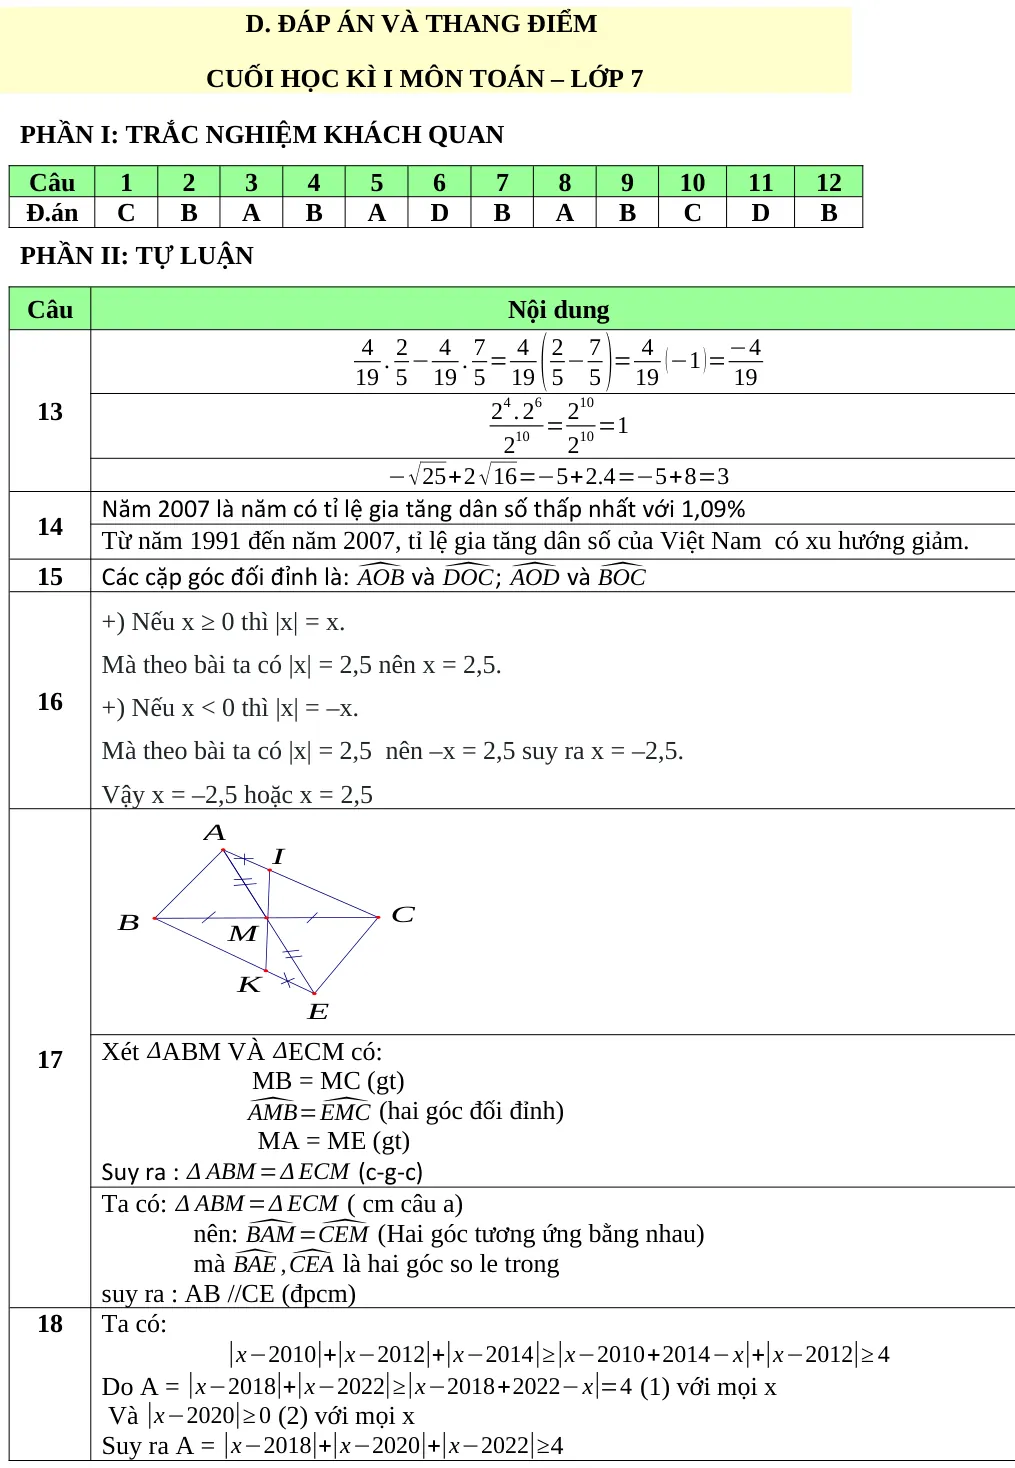 D. ĐÁP ÁN VÀ THANG ĐIỂM
CUỐI HỌC KÌ I MÔN TOÁN – LỚP 7
PHẦN I: TRẮC NGHIỆM KHÁCH QUAN
Câu 1 2 3 4 5 6 7 8 9 10 11 12
Đ.án C B A B A D B A B C D B
PHẦN II: TỰ LUẬN
Câu Nội dung
13
4/19 . 2/5 − 4/19 . 7/5 = 4/19 (2/5 − 7/5) = 4/19 (−1) = −4/19
2^4 . 2^6 / 2^10 = 2^10 / 2^10 = 1
−√25 + 2√16 = −5 + 2.4 = −5 + 8 = 3
14
Năm 2007 là năm có tỉ lệ gia tăng dân số thấp nhất với 1,09%
Từ năm 1991 đến năm 2007, tỉ lệ gia tăng dân số của Việt Nam có xu hướng giảm.
15 Các cặp góc đối đỉnh là: AOB và DOC; AOD và BOC
16
+) Nếu x ≥ 0 thì |x| = x.
Mà theo bài ta có |x| = 2,5 nên x = 2,5.
+) Nếu x < 0 thì |x| = –x.
Mà theo bài ta có |x| = 2,5 nên –x = 2,5 suy ra x = –2,5.
Vậy x = –2,5 hoặc x = 2,5
17
A
I
B
M
C
K
E
Xét ΔABM VÀ ΔECM có:
MB = MC (gt)
AMB = EMC (hai góc đối đỉnh)
MA = ME (gt)
Suy ra : Δ ABM = Δ ECM (c-g-c)
Ta có: Δ ABM = Δ ECM ( cm câu a)
nên: BAM = CEM (Hai góc tương ứng bằng nhau)
mà BAE , CEA là hai góc so le trong
suy ra : AB //CE (đpcm)
18 Ta có:
|x−2010|+|x−2012|+|x−2014|≥|x−2010+2014−x|+|x−2012|≥4
Do A = |x−2018|+|x−2022|≥|x−2018+2022−x|=4 (1) với mọi x
Và |x−2020|≥0 (2) với mọi x
Suy ra A = |x−2018|+|x−2020|+|x−2022|≥4